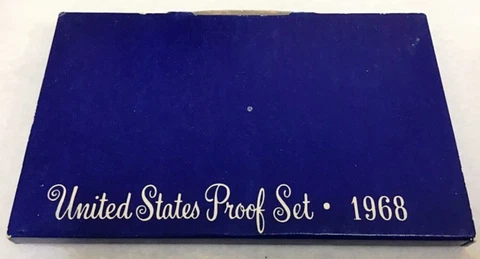 United States Proof Set • 1968